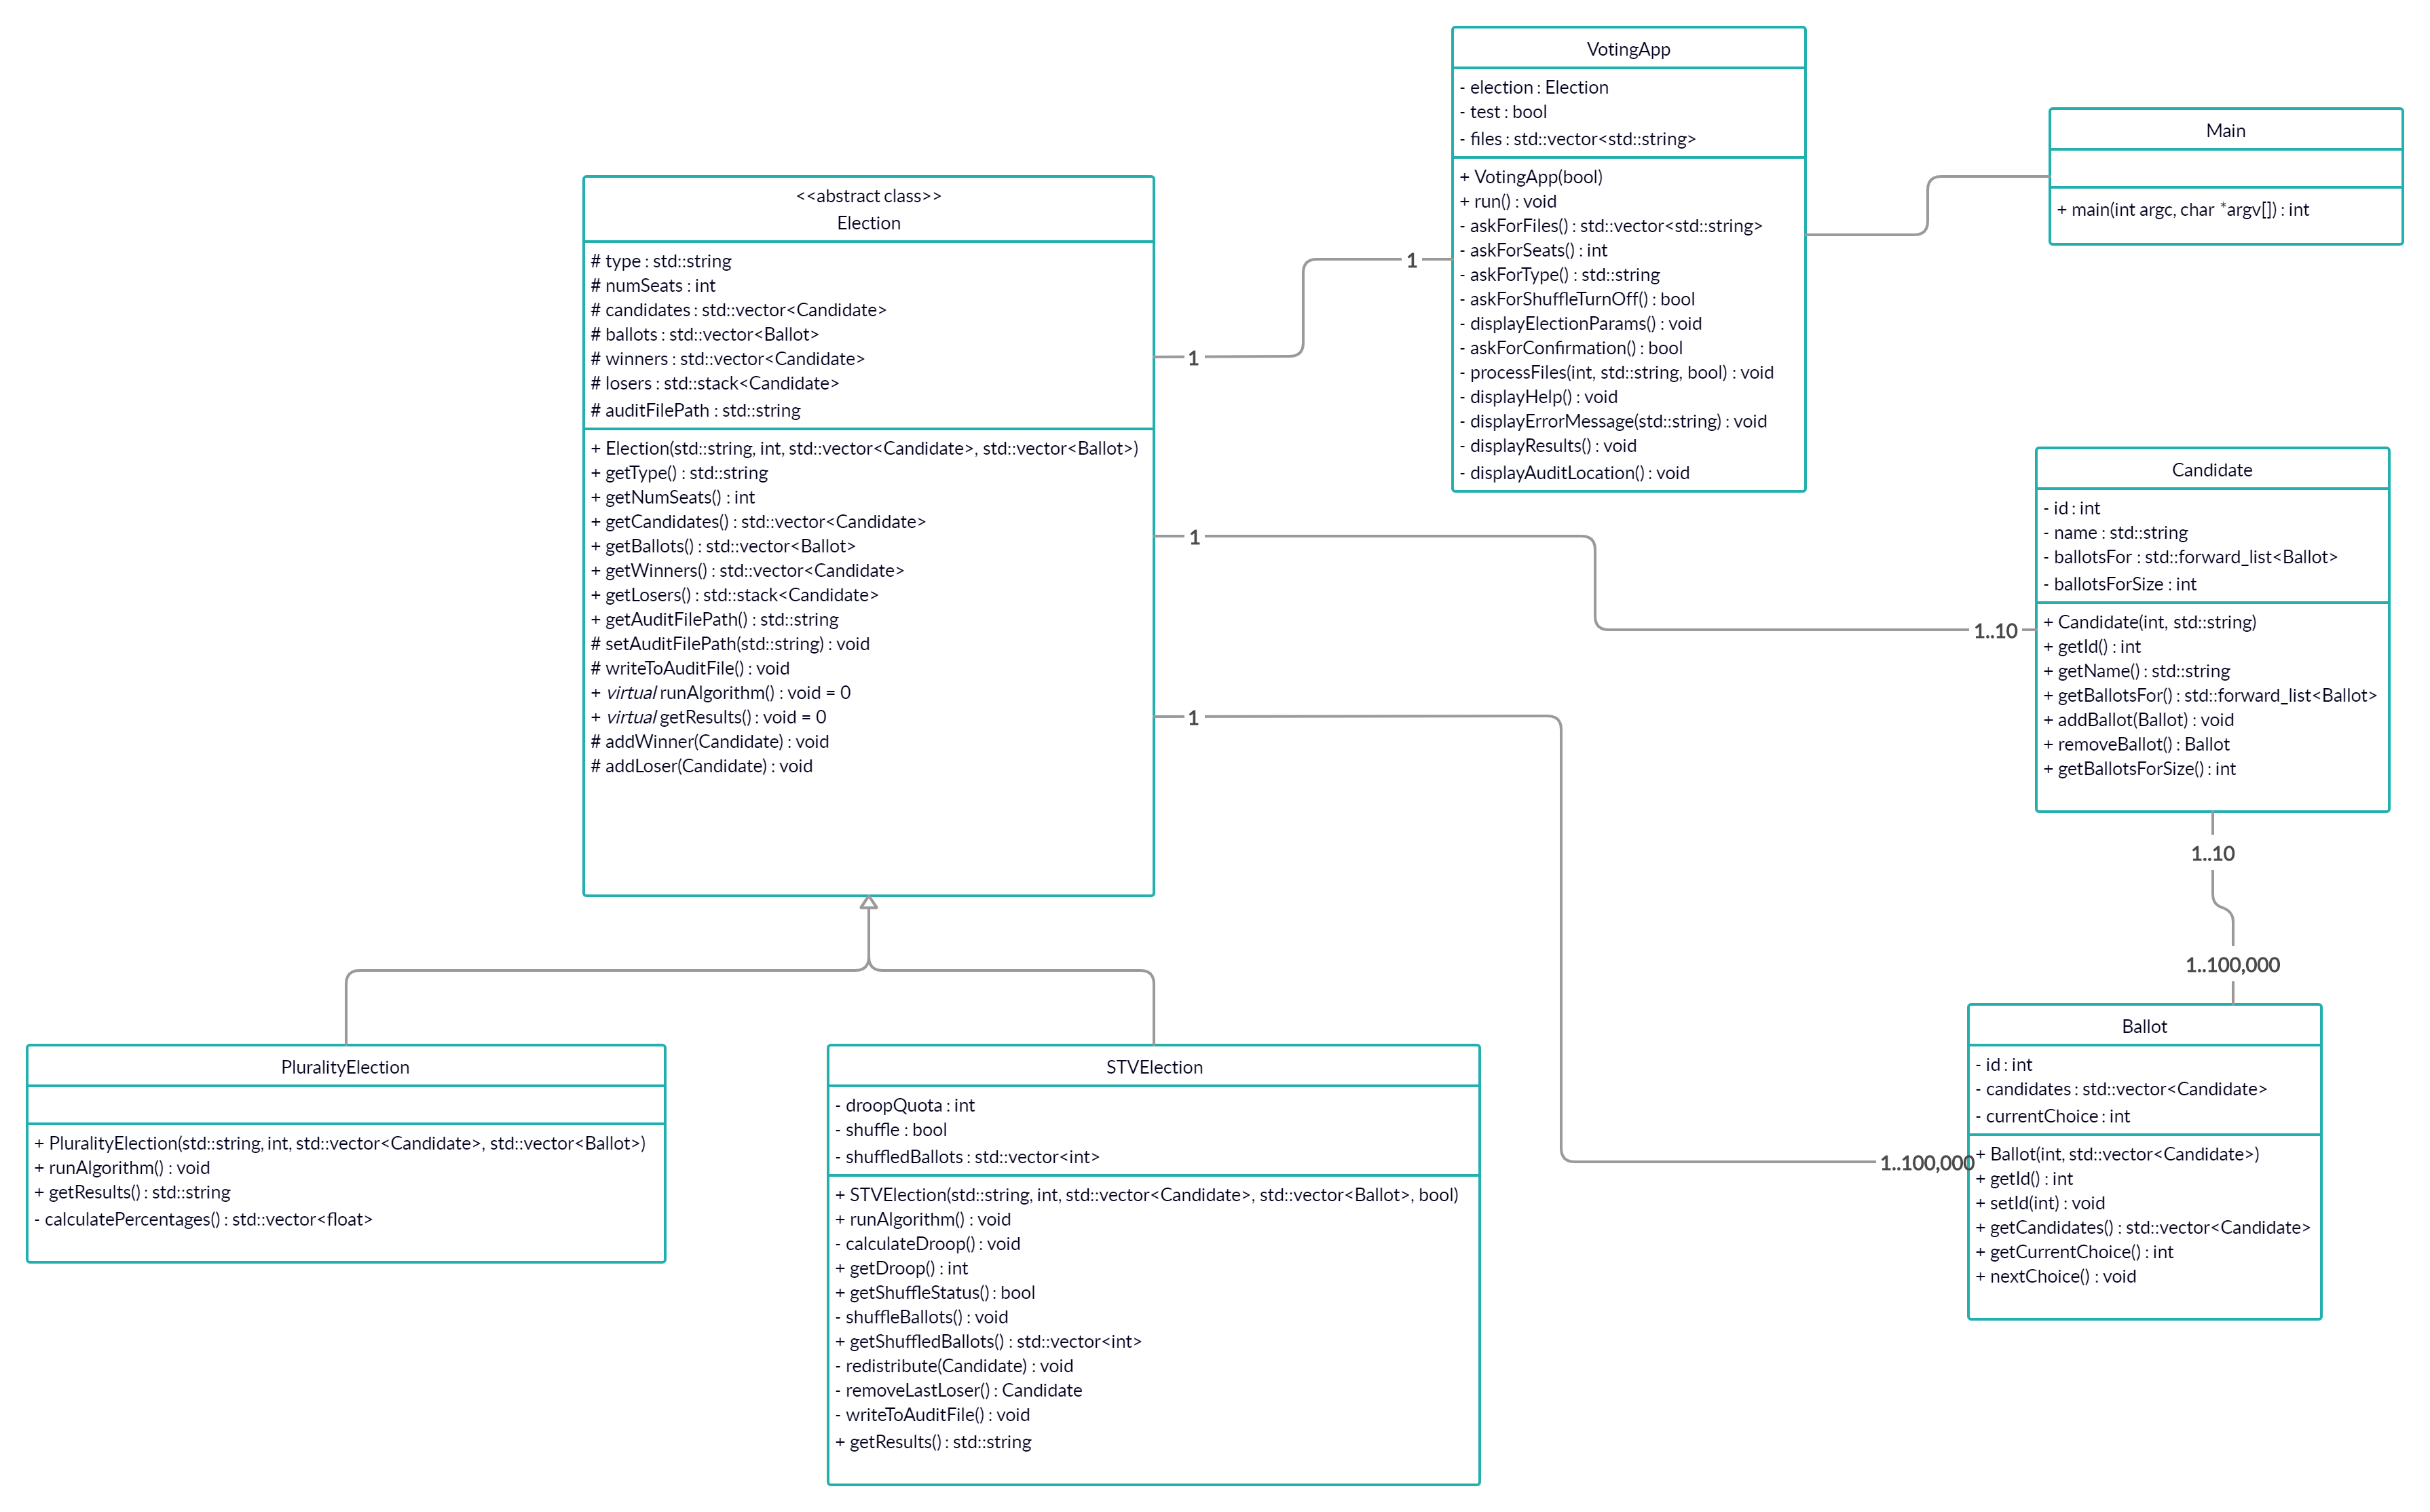 VotingApp
- election : Election
- test : bool
- files : std::vector<std::string>
+ VotingApp(bool)
+ run() : void
- askForFiles() : std::vector<std::string>
- askForSeats() : int
- askForType() : std::string
- askForShuffleTurnOff() : bool
- displayElectionParams() : void
- askForConfirmation() : bool
- processFiles(int, std::string, bool) : void
- displayHelp() : void
- displayErrorMessage(std::string) : void
- displayResults() : void
- displayAuditLocation() : void
Main
+ main(int argc, char *argv[]) : int
<<abstract class>>
Election
# type : std::string
# numSeats : int
# candidates : std::vector<Candidate>
# ballots : std::vector<Ballot>
# winners : std::vector<Candidate>
# losers : std::stack<Candidate>
# auditFilePath : std::string
+ Election(std::string, int, std::vector<Candidate>, std::vector<Ballot>)
+ getType() : std::string
+ getNumSeats() : int
+ getCandidates() : std::vector<Candidate>
+ getBallots() : std::vector<Ballot>
+ getWinners() : std::vector<Candidate>
+ getLosers() : std::stack<Candidate>
+ getAuditFilePath() : std::string
# setAuditFilePath(std::string) : void
# writeToAuditFile() : void
+ virtual runAlgorithm() : void = 0
+ virtual getResults() : void = 0
# addWinner(Candidate) : void
# addLoser(Candidate) : void
1
1
1
1..10
1
1..100,000
Candidate
- id : int
- name : std::string
- ballotsFor : std::forward_list<Ballot>
- ballotsForSize : int
+ Candidate(int, std::string)
+ getId() : int
+ getName() : std::string
+ getBallotsFor() : std::forward_list<Ballot>
+ addBallot(Ballot) : void
+ removeBallot() : Ballot
+ getBallotsForSize() : int
1..10
1..100,000
PluralityElection
+ PluralityElection(std::string, int, std::vector<Candidate>, std::vector<Ballot>)
+ runAlgorithm() : void
+ getResults() : std::string
- calculatePercentages() : std::vector<float>
STVElection
- droopQuota : int
- shuffle : bool
- shuffledBallots : std::vector<int>
+ STVElection(std::string, int, std::vector<Candidate>, std::vector<Ballot>, bool)
+ runAlgorithm() : void
- calculateDroop() : void
+ getDroop() : int
+ getShuffleStatus() : bool
- shuffleBallots() : void
+ getShuffledBallots() : std::vector<int>
- redistribute(Candidate) : void
- removeLastLoser() : Candidate
- writeToAuditFile() : void
+ getResults() : std::string
Ballot
- id : int
- candidates : std::vector<Candidate>
- currentChoice : int
+ Ballot(int, std::vector<Candidate>)
+ getId() : int
+ setId(int) : void
+ getCandidates() : std::vector<Candidate>
+ getCurrentChoice() : int
+ nextChoice() : void